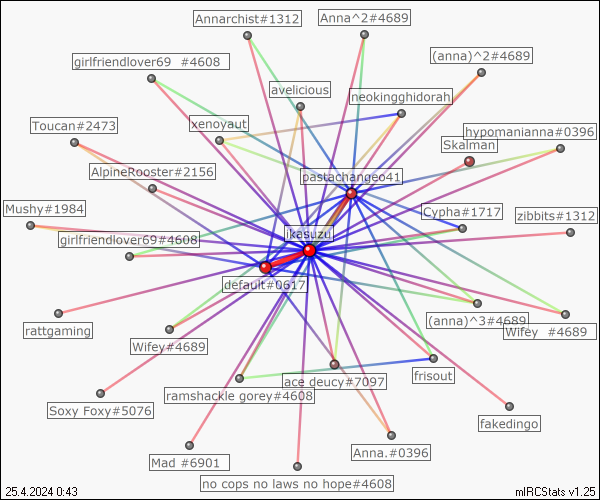 Annarchist#1312
Anna^2#4689
(anna)^2#4689
girlfriendlover69 #4608
avelicious
neokingghidorah
Toucan#2473
xenoyaut
hypomanianna#0396
Skalman
AlpineRooster#2156
pastachangeo41
Mushy#1984
Cypha#1717
zibbits#1312
girlfriendlover69#4608
ikasuzu
default#0617
rattgaming
(anna)^3#4689
Wifey #4689
Wifey#4689
ace deucy#7097
frisout
ramshackle gorey#4608
Soxy Foxy#5076
fakedingo
Mad #6901
Anna.#0396
no cops no laws no hope#4608
25.4.2024 0:43
mIRCStats v1.25